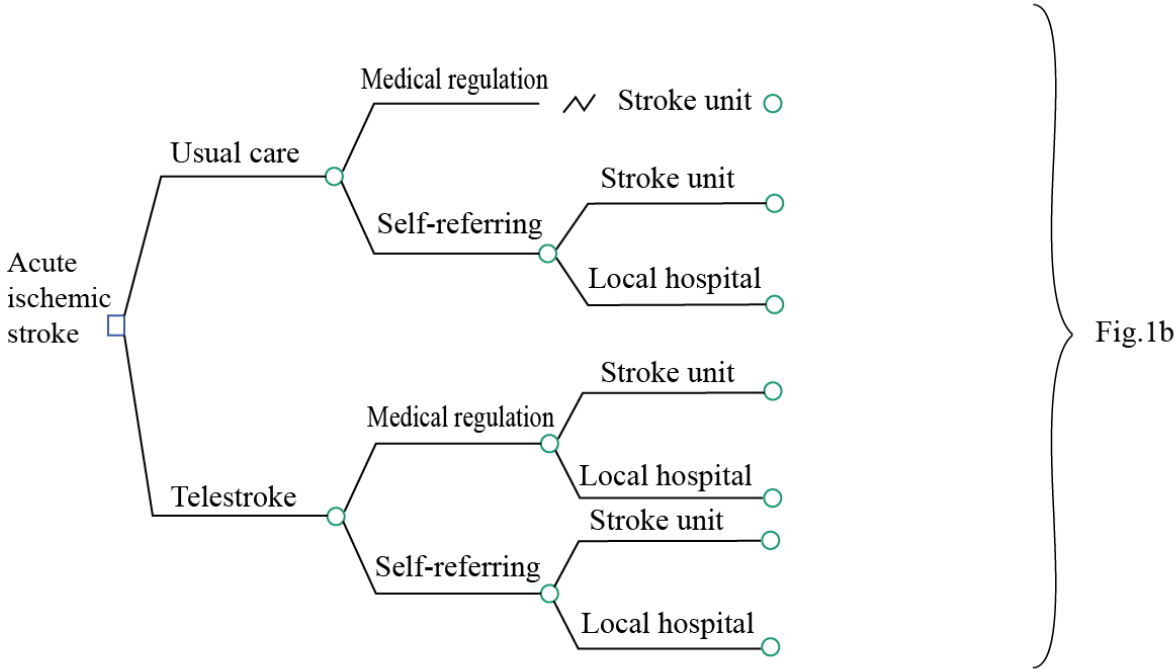 Medical regulation
Stroke unit
Usual care
Stroke unit
Self-referring
Local hospital
Acute
ischemic
stroke
Fig.1b
Stroke unit
Medical regulation
Local hospital
Telestroke
Stroke unit
Self-referring
Local hospital